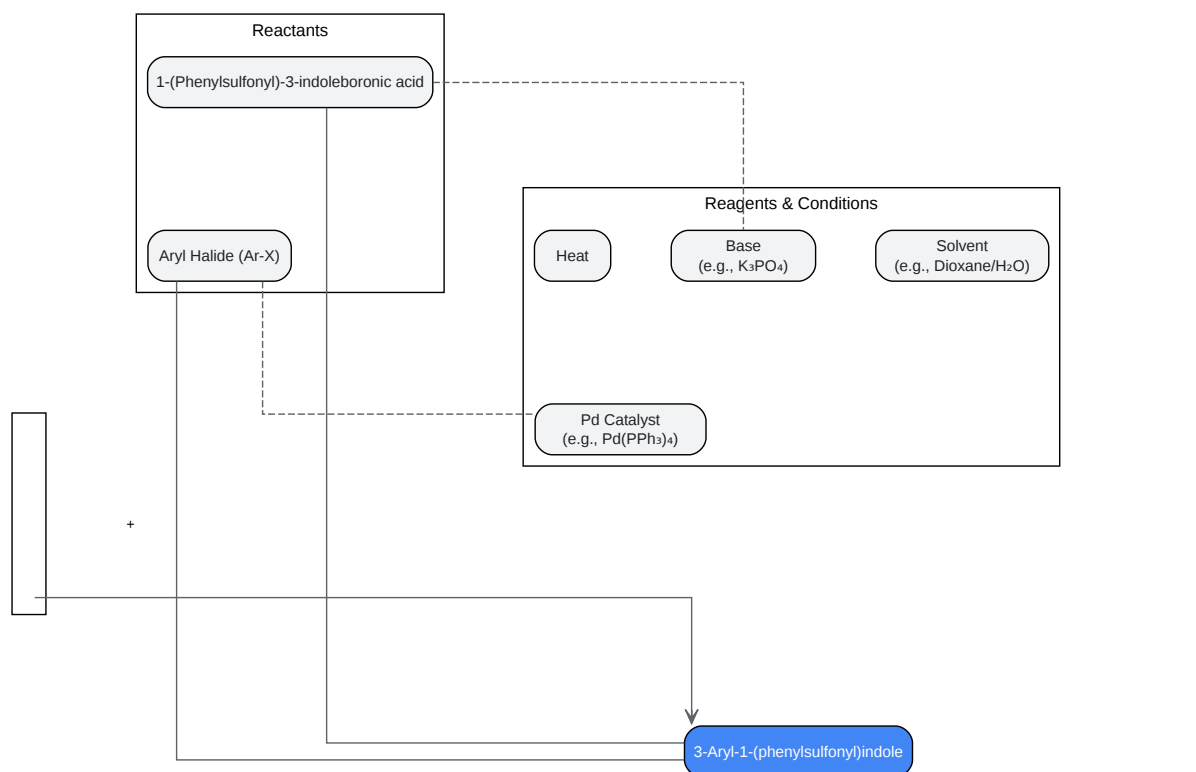 Reactants
1-(Phenylsulfonyl)-3-indoleboronic acid
Aryl Halide (Ar-X)
Reagents & Conditions
Heat
Base
(e.g., K₃PO₄)
Solvent
(e.g., Dioxane/H₂O)
Pd Catalyst
(e.g., Pd(PPh₃)₄)
+
3-Aryl-1-(phenylsulfonyl)indole